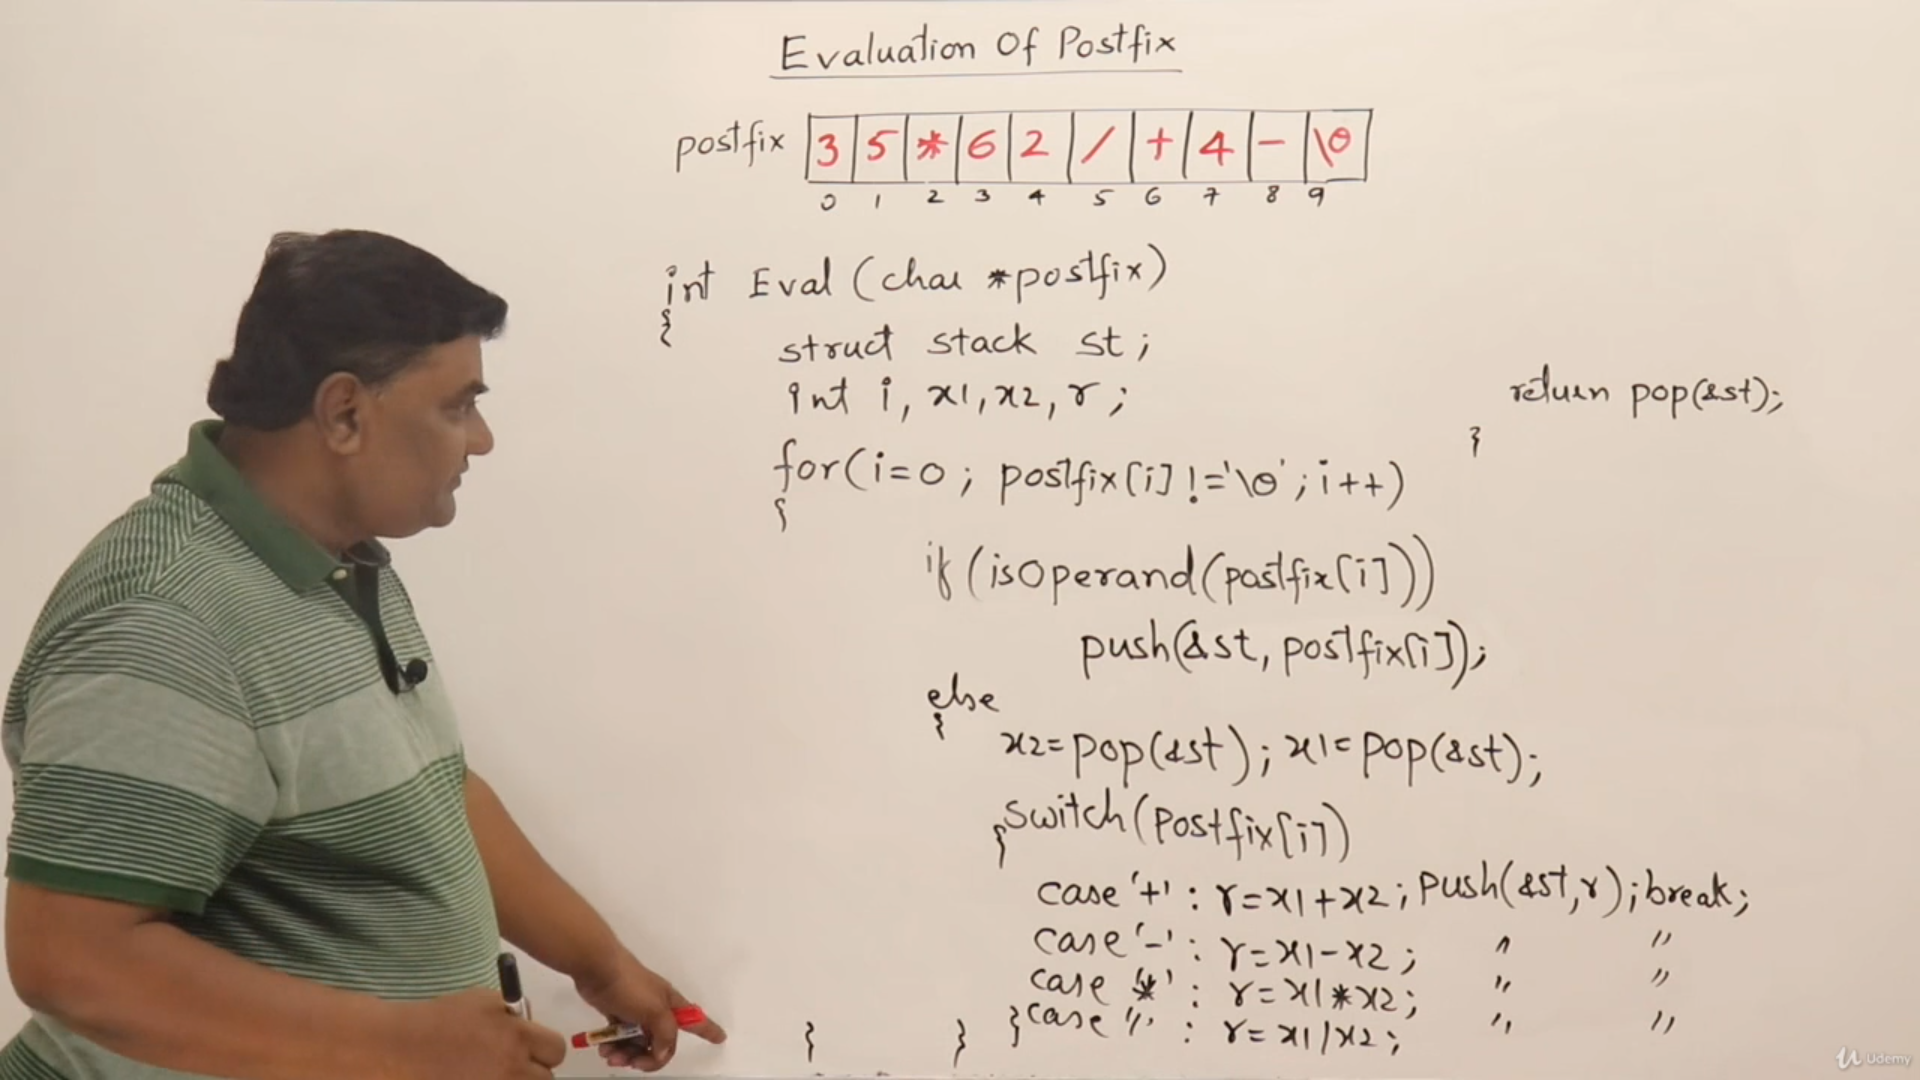 Evaluation Of Postfix
postfix 3 5 * 6 2 / + 4 - \0
0 1 2 3 4 5 6 7 8 9
int Eval (char *postfix)
{
struct stack st;
int i, x1, x2, r;
for(i=0; postfix[i]!='\0'; i++)
{
if (isOperand(postfix[i]))
push(&st, postfix[i]);
else
{
x2=pop(&st); x1=pop(&st);
switch(postfix[i])
{
case '+' : r=x1+x2; push(&st,r); break;
case '-' : r=x1-x2; " "
case '*' : r=x1*x2; " "
} } } case '/' : r=x1/x2; " "
return pop(&st);
}
Udemy